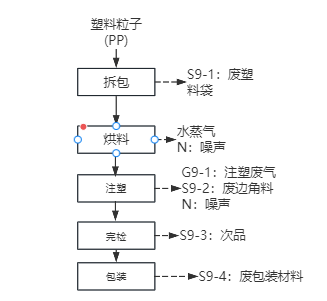 塑料粒子
(PP)
拆包
S9-1：废塑
料袋
烘料
水蒸气
N：噪声
注塑
G9-1：注塑废气
S9-2：废边角料
N：噪声
完检
S9-3：次品
包装
S9-4：废包装材料